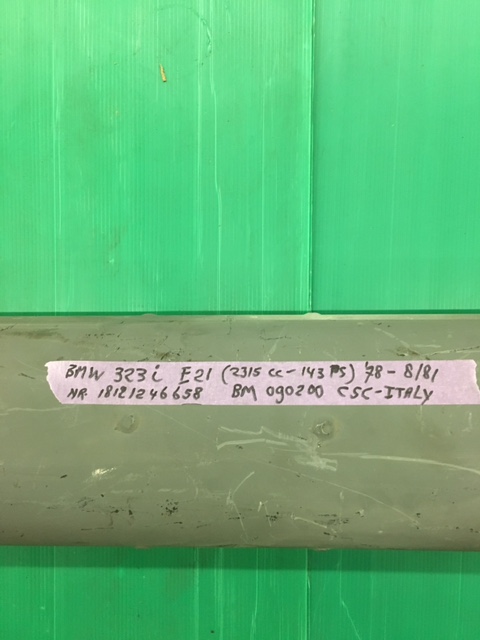 BMW 323i E21 (2315 cc - 143 PS) '78 - 8/81
NR. 18121246658 BM 090200 CSC-ITALY